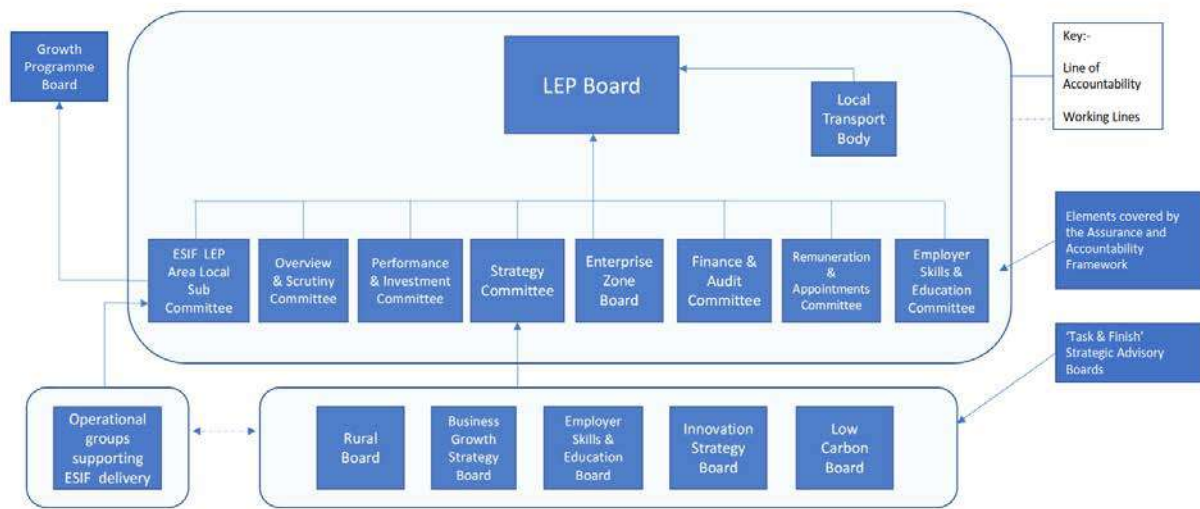 Growth
Programme
Board
LEP Board
Local
Transport
Body
Key:-
Line of
Accountability
Working Lines
ESIF LEP
Area Local
Sub
Committee
Overview
& Scrutiny
Committee
Performance
& Investment
Committee
Strategy
Committee
Enterprise
Zone
Board
Finance &
Audit
Committee
Remuneration
&
Appointments
Committee
Employer
Skills &
Education
Committee
Elements covered by
the Assurance and
Accountability
Framework
'Task & Finish'
Strategic Advisory
Boards
Operational
groups
supporting
ESIF delivery
Rural
Board
Business
Growth
Strategy
Board
Employer
Skills &
Education
Board
Innovation
Strategy
Board
Low
Carbon
Board